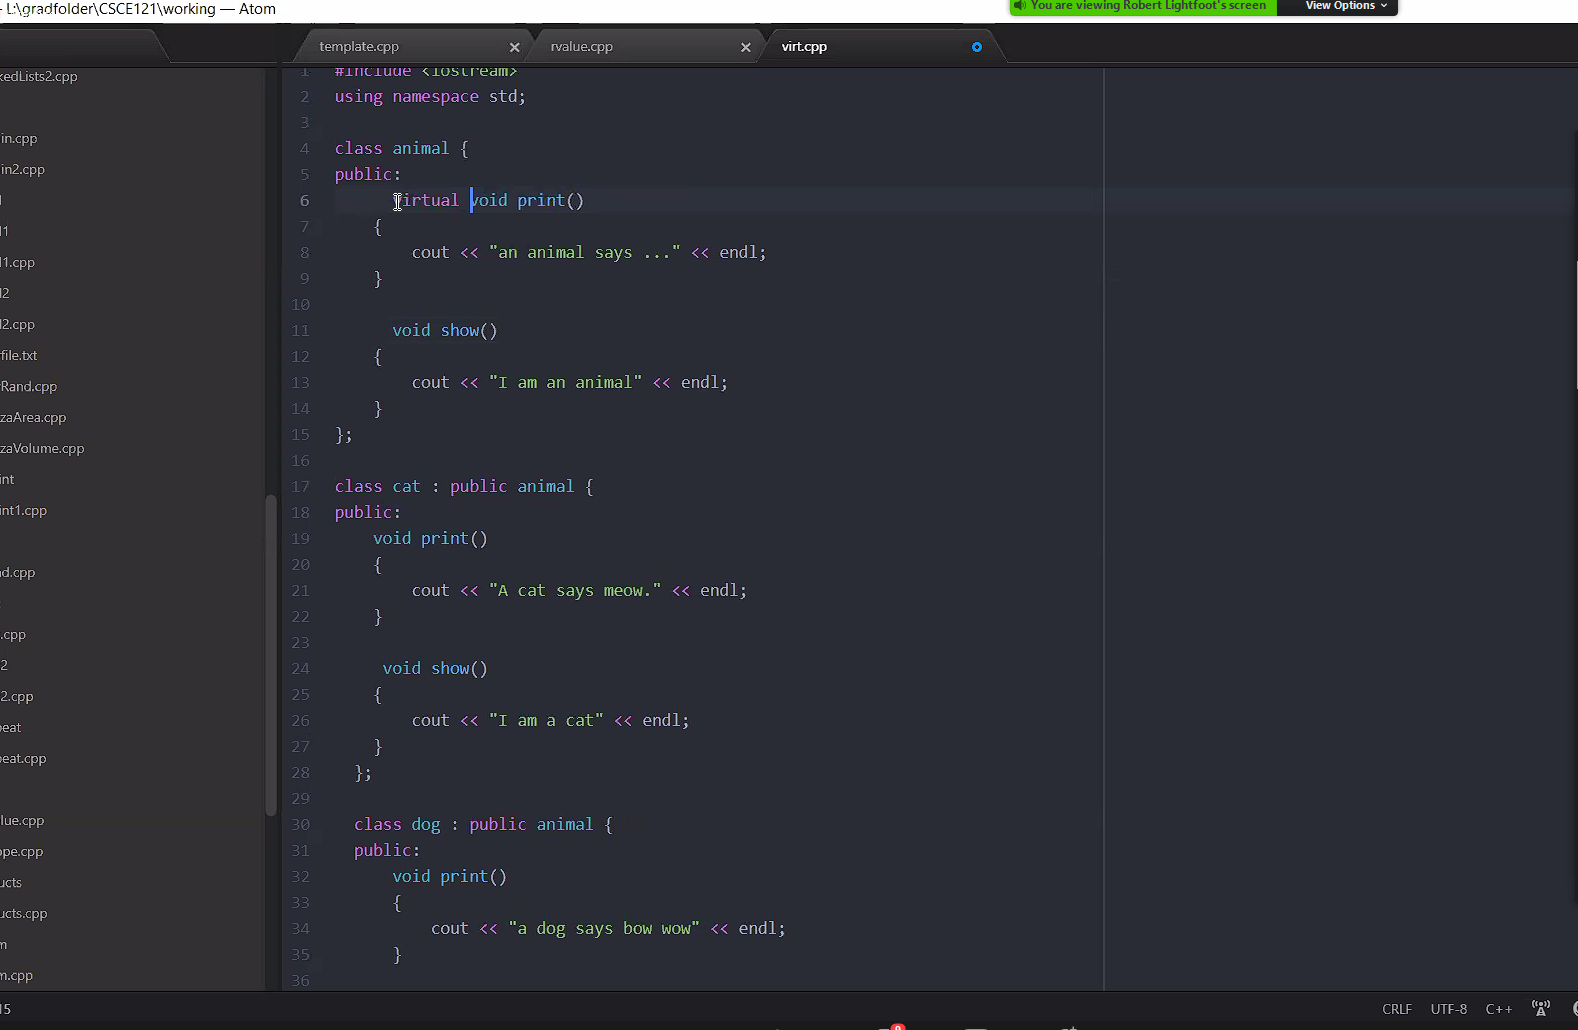 L:\gradfolder\CSCE121\working — Atom
You are viewing Robert Lightfoot's screen
View Options
template.cpp
rvalue.cpp
virt.cpp
kedLists2.cpp
in.cpp
in2.cpp
l
l1
l1.cpp
l2
l2.cpp
file.txt
Rand.cpp
zaArea.cpp
zaVolume.cpp
int
int1.cpp
d.cpp
.cpp
2
2.cpp
eat
eat.cpp
lue.cpp
ope.cpp
ucts
ucts.cpp
m
m.cpp
1 #include <iostream>
2 using namespace std;
3
4 class animal {
5 public:
6 virtual void print()
7 {
8 cout << "an animal says ..." << endl;
9 }
10
11 void show()
12 {
13 cout << "I am an animal" << endl;
14 }
15 };
16
17 class cat : public animal {
18 public:
19 void print()
20 {
21 cout << "A cat says meow." << endl;
22 }
23
24 void show()
25 {
26 cout << "I am a cat" << endl;
27 }
28 };
29
30 class dog : public animal {
31 public:
32 void print()
33 {
34 cout << "a dog says bow wow" << endl;
35 }
36
15
CRLF UTF-8 C++